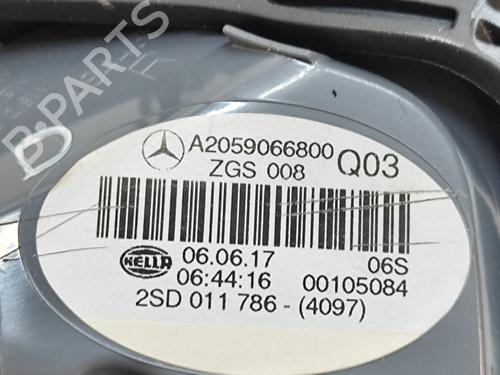 B-PARTS
A2059066800 Q03
ZGS 008
HELLA 06.06.17 06S
06:44:16 00105084
2SD 011 786 - (4097)